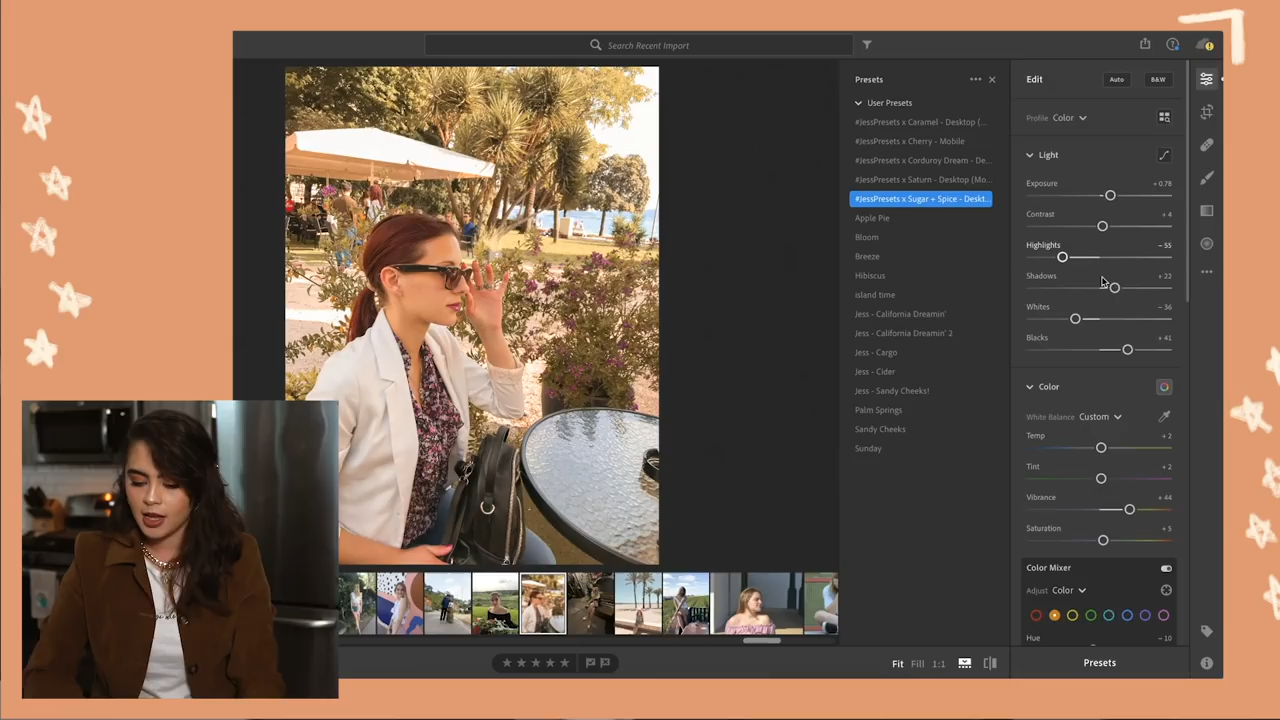 Search Recent Import
Presets
User Presets
#JessPresets x Caramel - Desktop (...
#JessPresets x Cherry - Mobile
#JessPresets x Corduroy Dream - De...
#JessPresets x Saturn - Desktop (Mo...
#JessPresets x Sugar + Spice - Deskt...
Apple Pie
Bloom
Breeze
Hibiscus
island time
Jess - California Dreamin'
Jess - California Dreamin' 2
Jess - Cargo
Jess - Cider
Jess - Sandy Cheeks!
Palm Springs
Sandy Cheeks
Sunday
Edit Auto B&W
Profile Color
Light
Exposure + 0.78
Contrast + 4
Highlights - 55
Shadows + 22
Whites - 36
Blacks + 41
Color
White Balance Custom
Temp + 2
Tint + 2
Vibrance + 44
Saturation + 5
Color Mixer
Adjust Color
Hue - 10
Fit Fill 1:1
Presets